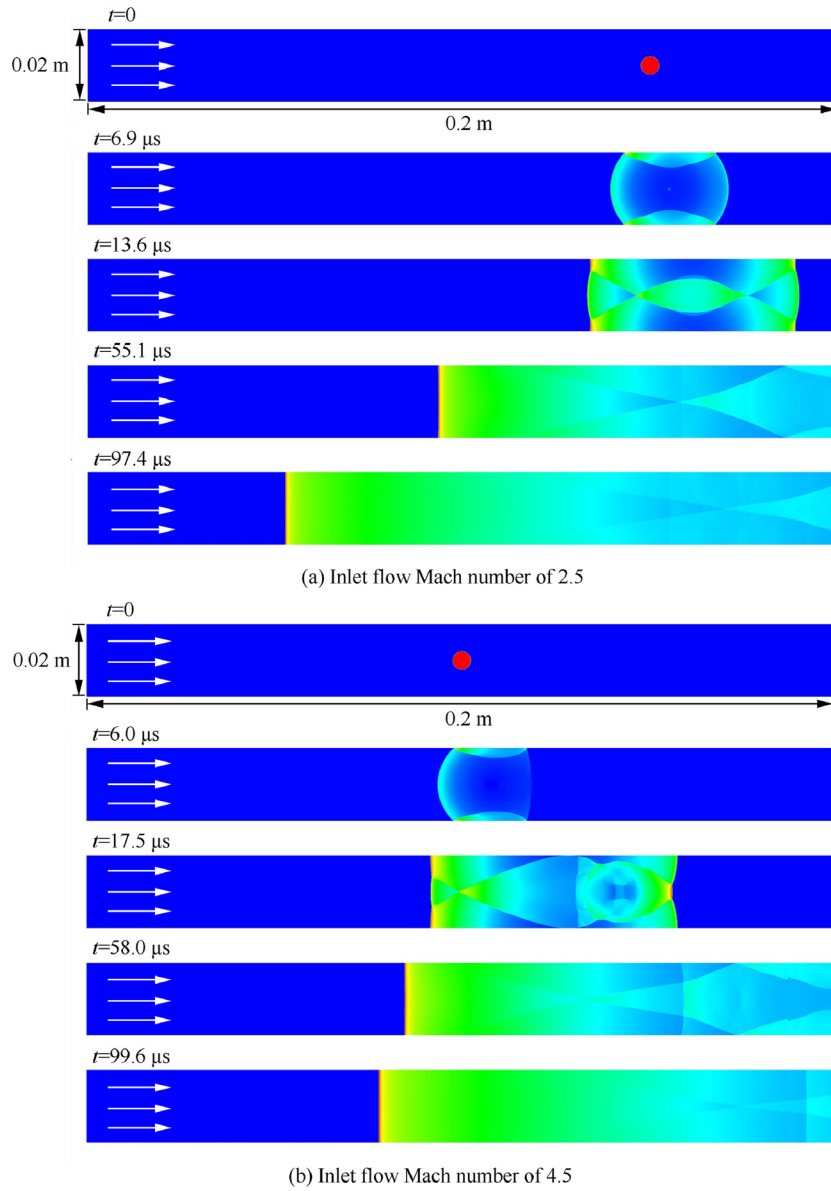 t=0
0.02 m
0.2 m
t=6.9 μs
t=13.6 μs
t=55.1 μs
t=97.4 μs
(a) Inlet flow Mach number of 2.5
t=0
0.02 m
0.2 m
t=6.0 μs
t=17.5 μs
t=58.0 μs
t=99.6 μs
(b) Inlet flow Mach number of 4.5